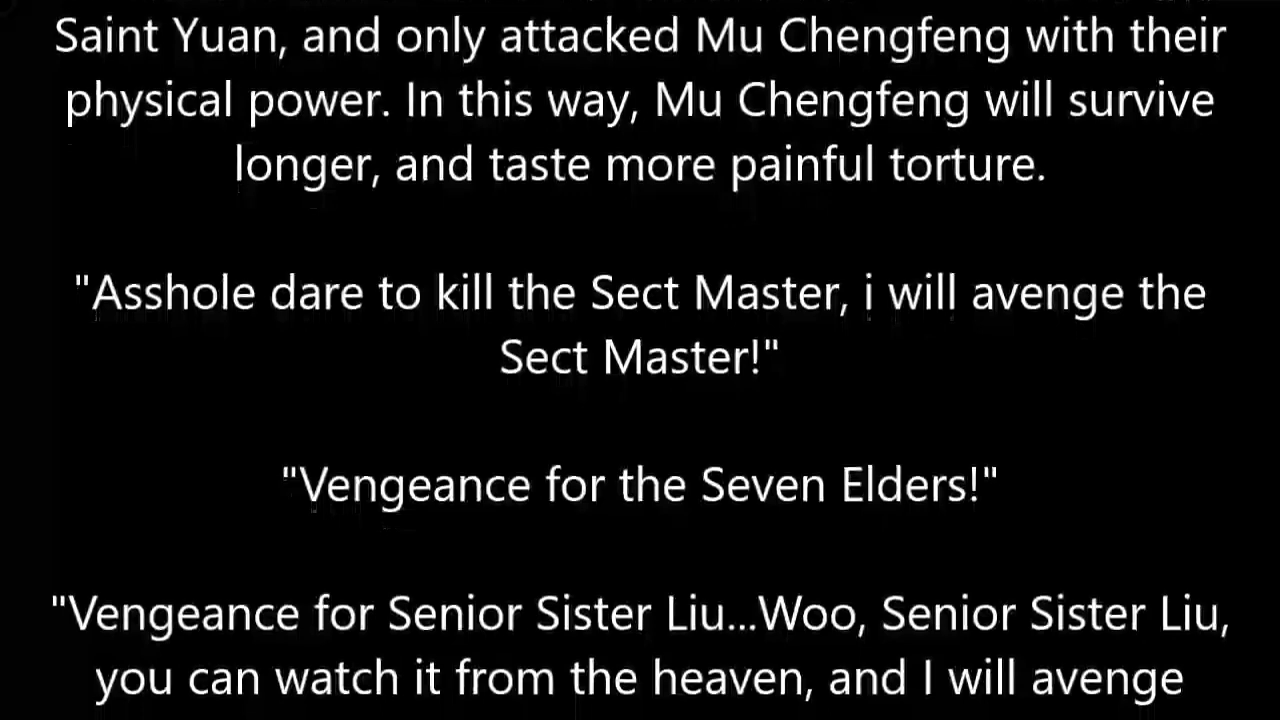 Saint Yuan, and only attacked Mu Chengfeng with their
physical power. In this way, Mu Chengfeng will survive
longer, and taste more painful torture.
"Asshole dare to kill the Sect Master, i will avenge the
Sect Master!"
"Vengeance for the Seven Elders!"
"Vengeance for Senior Sister Liu...Woo, Senior Sister Liu,
you can watch it from the heaven, and I will avenge